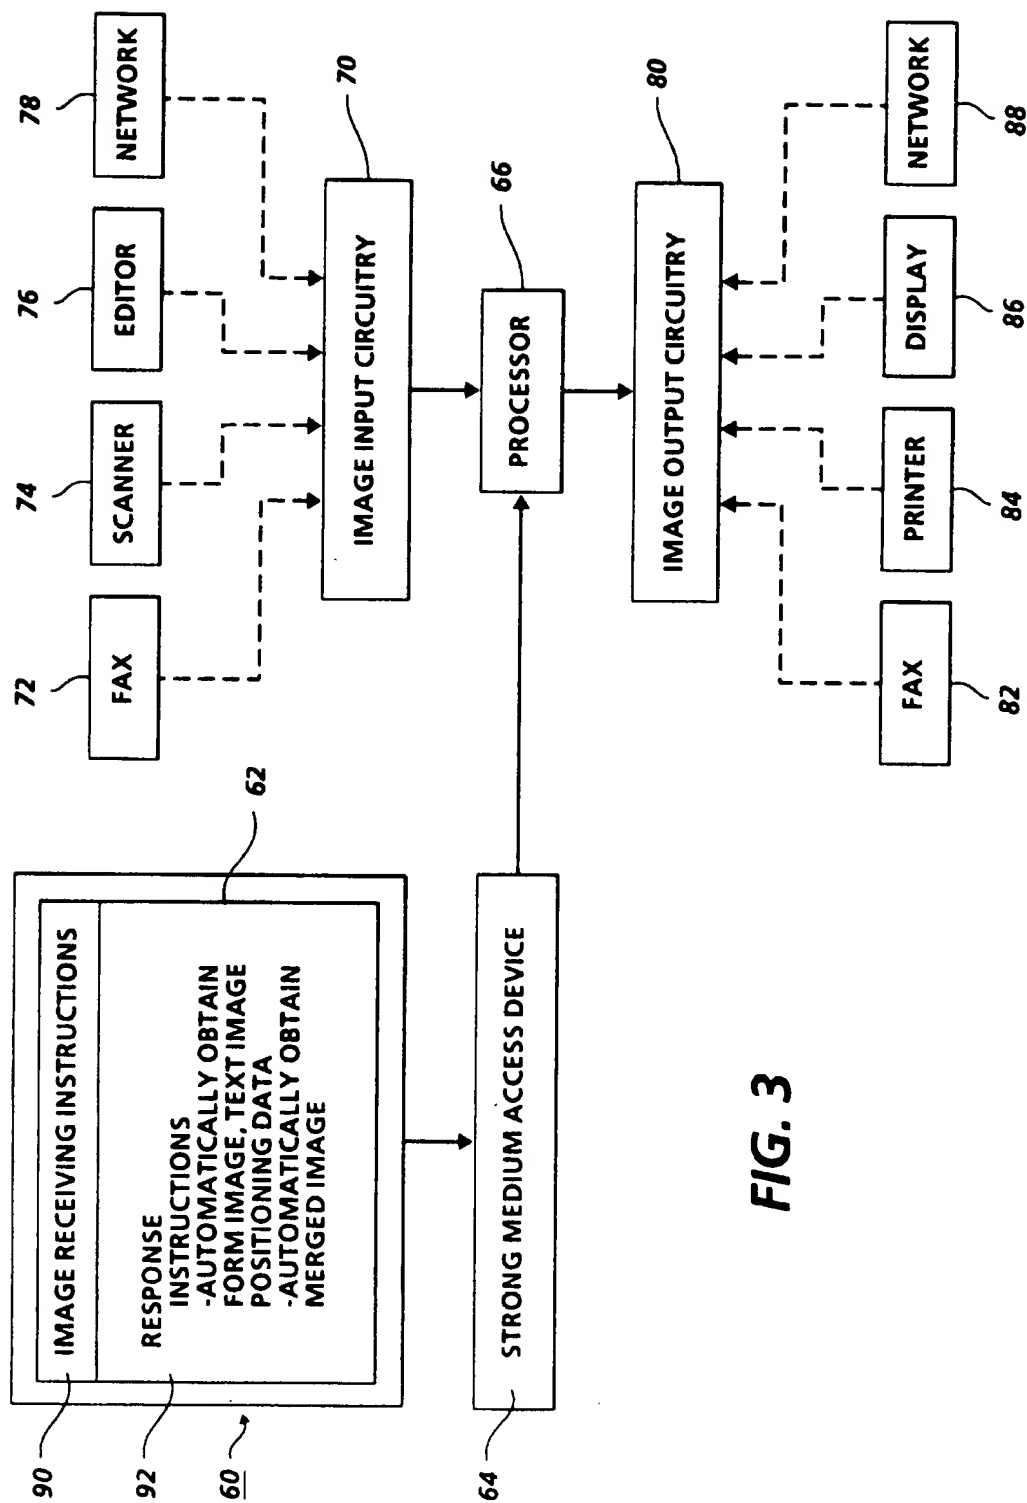 90
IMAGE RECEIVING INSTRUCTIONS
92
RESPONSE
INSTRUCTIONS
-AUTOMATICALLY OBTAIN
FORM IMAGE, TEXT IMAGE
POSITIONING DATA
-AUTOMATICALLY OBTAIN
MERGED IMAGE
60
62
64
STRONG MEDIUM ACCESS DEVICE
72
FAX
74
SCANNER
76
EDITOR
78
NETWORK
70
IMAGE INPUT CIRCUITRY
66
PROCESSOR
80
IMAGE OUTPUT CIRCUITRY
FAX
82
PRINTER
84
DISPLAY
86
NETWORK
88
FIG. 3